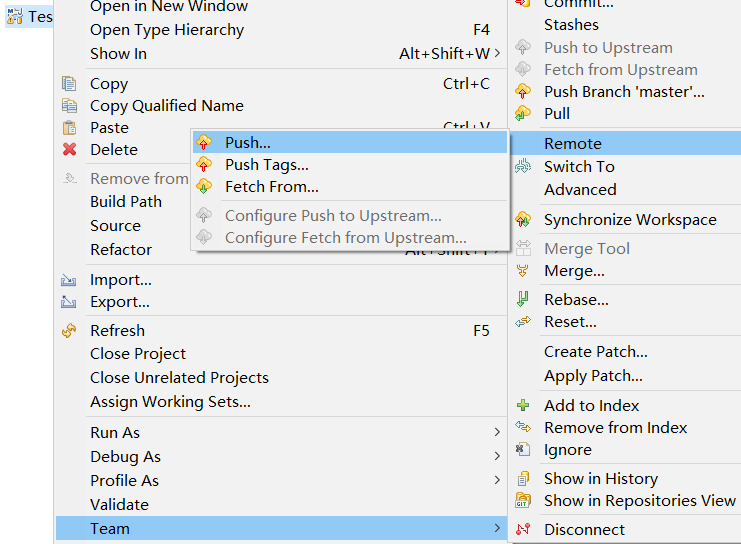 Tes
Open in New Window
Open Type Hierarchy F4
Show In Alt+Shift+W
Copy Ctrl+C
Copy Qualified Name
Paste Ctrl+V
Delete
Remove from
Build Path
Source
Refactor Alt+Shift+T
Import...
Export...
Refresh F5
Close Project
Close Unrelated Projects
Assign Working Sets...
Run As
Debug As
Profile As
Validate
Team
Push...
Push Tags...
Fetch From...
Configure Push to Upstream...
Configure Fetch from Upstream...
Commit...
Stashes
Push to Upstream
Fetch from Upstream
Push Branch 'master'...
Pull
Remote
Switch To
Advanced
Synchronize Workspace
Merge Tool
Merge...
Rebase...
Reset...
Create Patch...
Apply Patch...
Add to Index
Remove from Index
Ignore
Show in History
Show in Repositories View
Disconnect